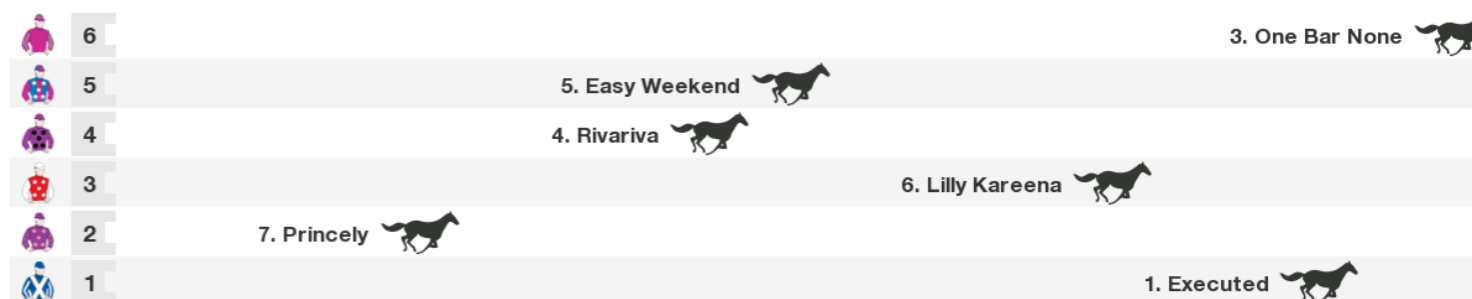 6 3. One Bar None
5 5. Easy Weekend
4 4. Rivariva
3 6. Lilly Kareena
2 7. Princely
1 1. Executed